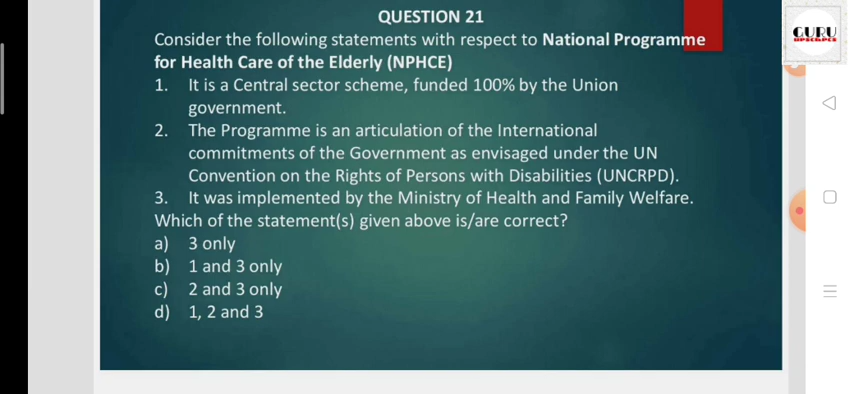 QUESTION 21
Consider the following statements with respect to National Programme
for Health Care of the Elderly (NPHCE)
1. It is a Central sector scheme, funded 100% by the Union
government.
2. The Programme is an articulation of the International
commitments of the Government as envisaged under the UN
Convention on the Rights of Persons with Disabilities (UNCRPD).
3. It was implemented by the Ministry of Health and Family Welfare.
Which of the statement(s) given above is/are correct?
a) 3 only
b) 1 and 3 only
c) 2 and 3 only
d) 1, 2 and 3
GURU